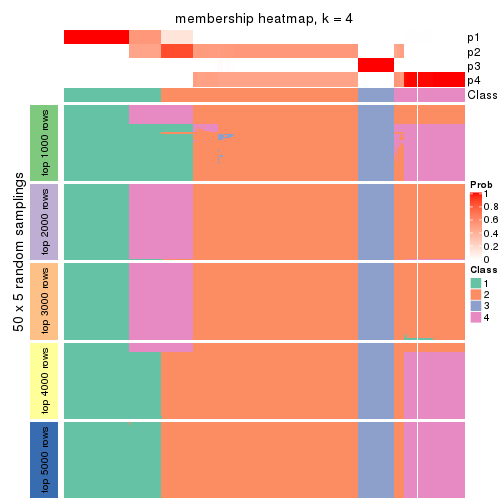 membership heatmap, k = 4
p1
p2
p3
p4
Class
50 x 5 random samplings
top 1000 rows
top 2000 rows
top 3000 rows
top 4000 rows
top 5000 rows
Prob
1
0.8
0.6
0.4
0.2
0
Class
1
2
3
4